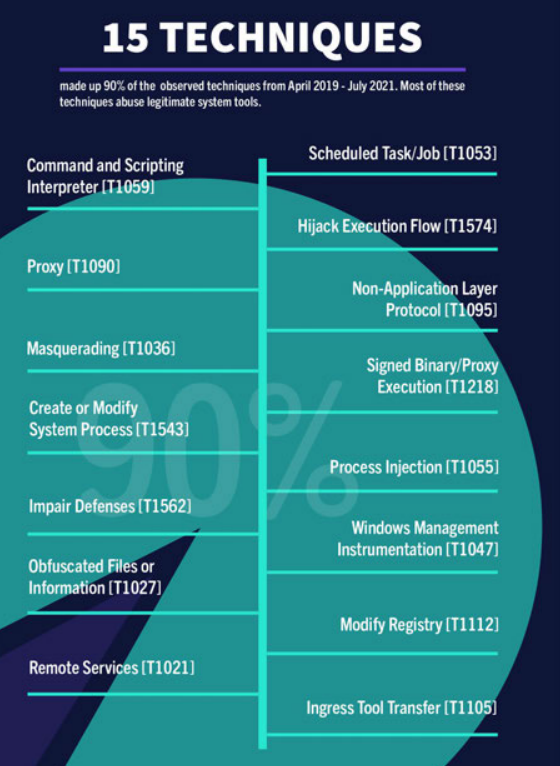 15 TECHNIQUES
made up 90% of the observed techniques from April 2019 - July 2021. Most of these
techniques abuse legitimate system tools.
Command and Scripting
Interpreter [T1059]
Proxy [T1090]
Masquerading [T1036]
Create or Modify
System Process [T1543]
Impair Defenses [T1562]
Obfuscated Files or
Information [T1027]
Remote Services [T1021]
Scheduled Task/Job [T1053]
Hijack Execution Flow [T1574]
Non-Application Layer
Protocol [T1095]
Signed Binary/Proxy
Execution [T1218]
Process Injection [T1055]
Windows Management
Instrumentation [T1047]
Modify Registry [T1112]
Ingress Tool Transfer [T1105]
90%